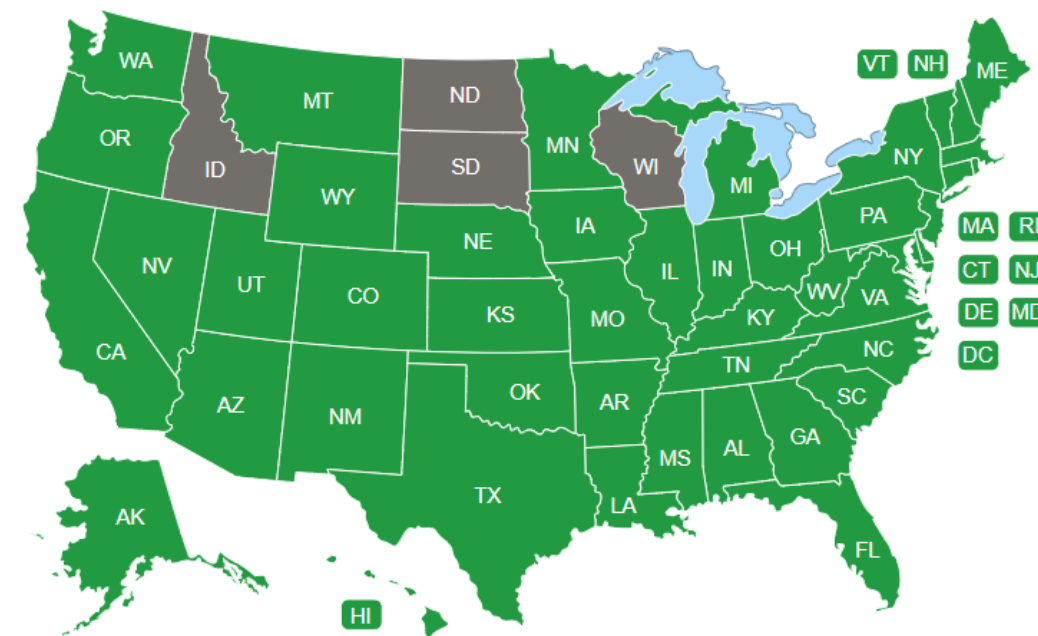 VT NH
WA ME
MT ND
OR MN NY
ID SD WI MI
WY PA
IA MA RI
NE OH
NV IL IN CT NJ
UT CO WV VA
KS MO KY DE MD
CA NC
TN DC
AZ NM OK AR SC
MS AL GA
TX LA
AK
FL
HI